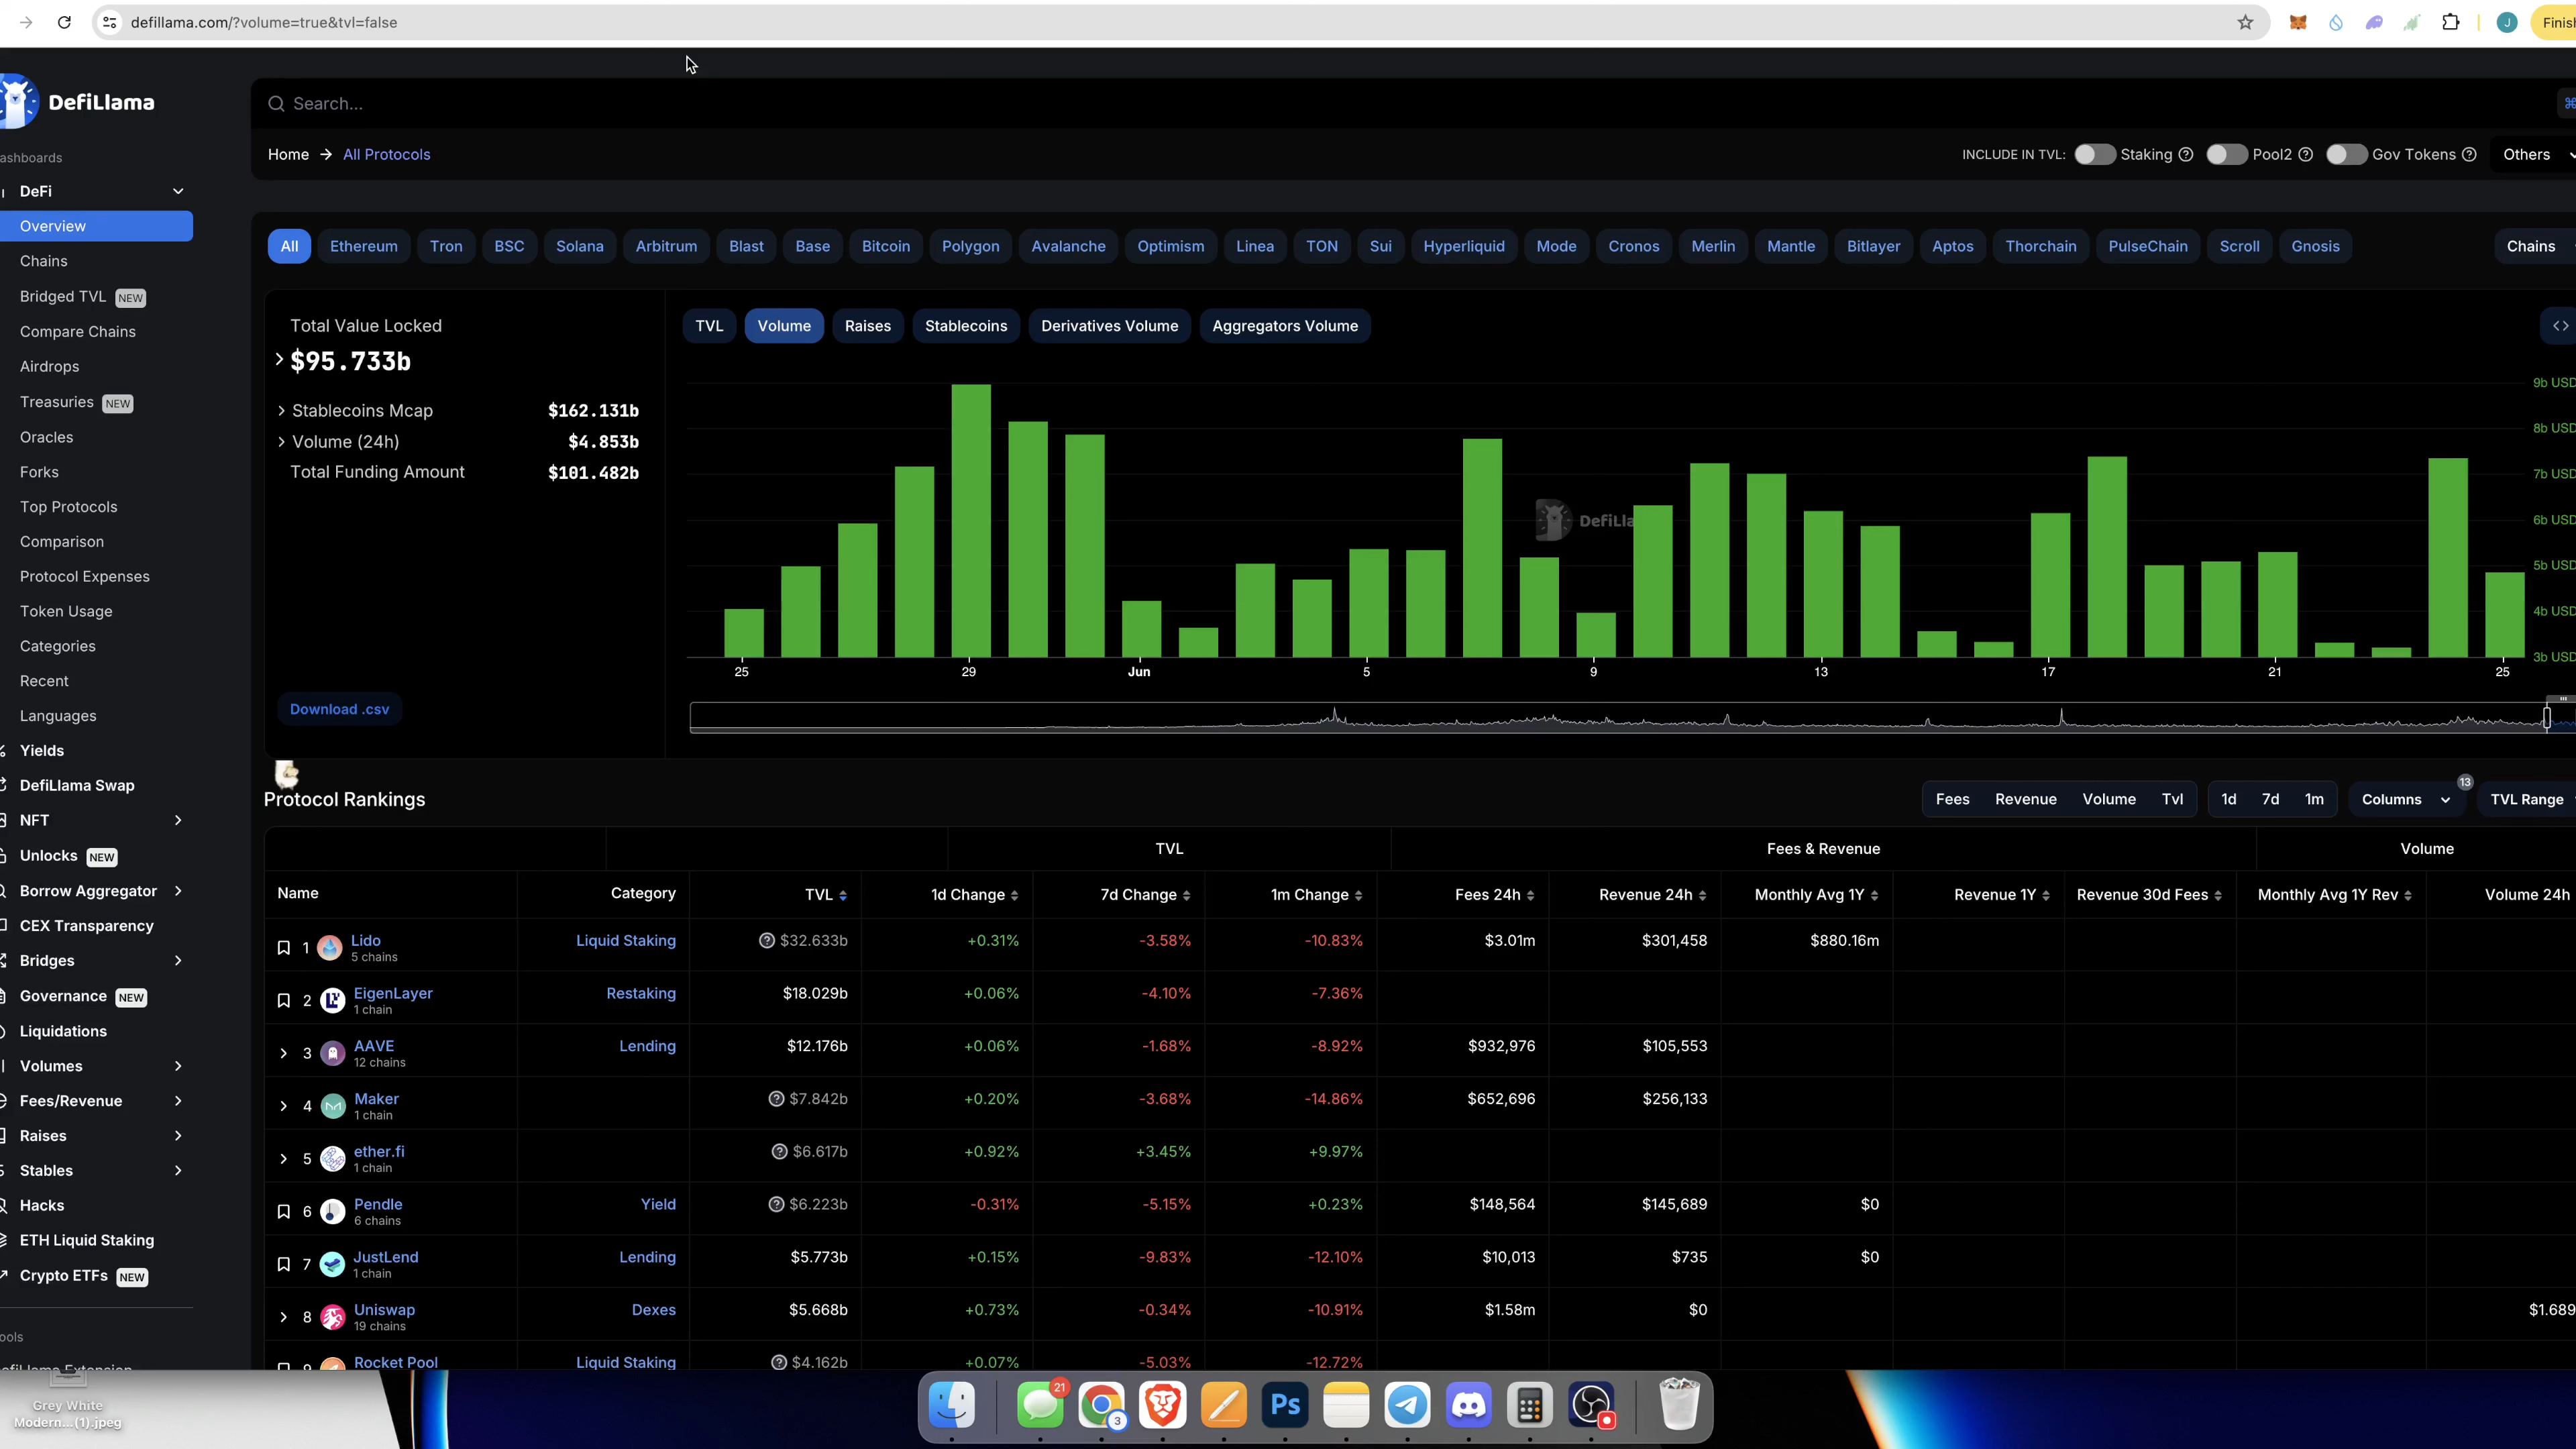 defillama.com/?volume=true&tvl=false
J
DefiLlama
Search...
Home → All Protocols
INCLUDE IN TVL: Staking Pool2 Gov Tokens Others
DeFi
Overview
Chains
Bridged TVL NEW
Compare Chains
Airdrops
Treasuries NEW
Oracles
Forks
Top Protocols
Comparison
Protocol Expenses
Token Usage
Categories
Recent
Languages
Yields
DefiLlama Swap
NFT
Unlocks NEW
Borrow Aggregator
CEX Transparency
Bridges
Governance NEW
Liquidations
Volumes
Fees/Revenue
Raises
Stables
Hacks
ETH Liquid Staking
Crypto ETFs NEW
All Ethereum Tron BSC Solana Arbitrum Blast Base Bitcoin Polygon Avalanche Optimism Linea TON Sui Hyperliquid Mode Cronos Merlin Mantle Bitlayer Aptos Thorchain PulseChain Scroll Gnosis Chains
Total Value Locked
$95.733b
Stablecoins Mcap $162.131b
Volume (24h) $4.853b
Total Funding Amount $101.482b
Download .csv
TVL Volume Raises Stablecoins Derivatives Volume Aggregators Volume
9b USD
8b USD
7b USD
6b USD
5b USD
4b USD
3b USD
25 29 Jun 5 9 13 17 21 25
Protocol Rankings
Fees Revenue Volume Tvl 1d 7d 1m Columns 13 TVL Range
TVL Fees & Revenue Volume
Name Category TVL 1d Change 7d Change 1m Change Fees 24h Revenue 24h Monthly Avg 1Y Revenue 1Y Revenue 30d Fees Monthly Avg 1Y Rev Volume 24h
1 Lido Liquid Staking $32.633b +0.31% -3.58% -10.83% $3.01m $301,458 $880.16m
5 chains
2 EigenLayer Restaking $18.029b +0.06% -4.10% -7.36%
1 chain
3 AAVE Lending $12.176b +0.06% -1.68% -8.92% $932,976 $105,553
12 chains
4 Maker $7.842b +0.20% -3.68% -14.86% $652,696 $256,133
1 chain
5 ether.fi $6.617b +0.92% +3.45% +9.97%
1 chain
6 Pendle Yield $6.223b -0.31% -5.15% +0.23% $148,564 $145,689 $0
6 chains
7 JustLend Lending $5.773b +0.15% -9.83% -12.10% $10,013 $735 $0
1 chain
8 Uniswap Dexes $5.668b +0.73% -0.34% -10.91% $1.58m $0 $1.689
19 chains
Rocket Pool Liquid Staking $4.162b +0.07% -5.03% -12.72%
Grey White
Modern...(1).jpeg
21
3
Ps